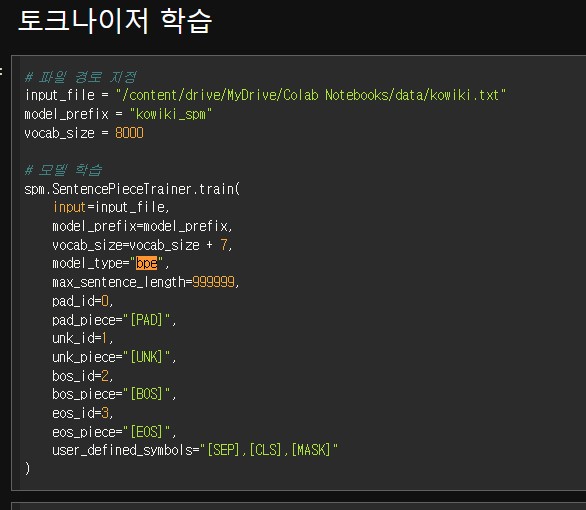 토크나이저 학습
# 파일 경로 지정
input_file = "/content/drive/MyDrive/Colab Notebooks/data/kowiki.txt"
model_prefix = "kowiki_spm"
vocab_size = 8000
# 모델 학습
spm.SentencePieceTrainer.train(
input=input_file,
model_prefix=model_prefix,
vocab_size=vocab_size + 7,
model_type="bpe",
max_sentence_length=999999,
pad_id=0,
pad_piece="[PAD]",
unk_id=1,
unk_piece="[UNK]",
bos_id=2,
bos_piece="[BOS]",
eos_id=3,
eos_piece="[EOS]",
user_defined_symbols="[SEP],[CLS],[MASK]"
)